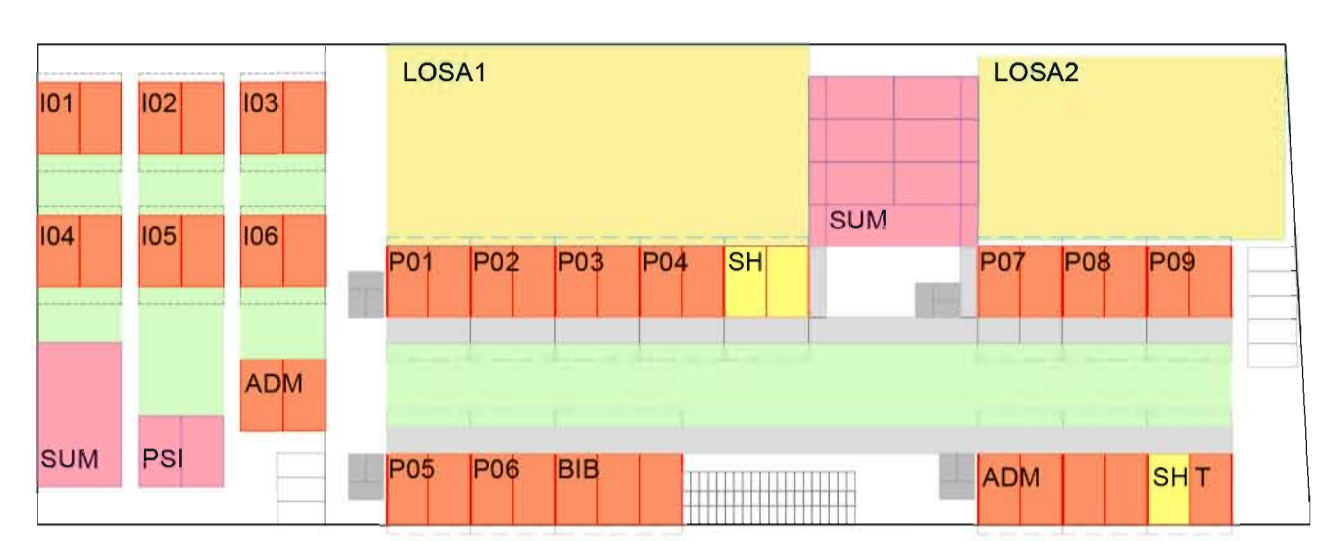 LOSA1
LOSA2
I01
I02
I03
SUM
I04
I05
I06
P01
P02
P03
P04
SH
P07
P08
P09
ADM
SUM
PSI
P05
P06
BIB
ADM
SH T